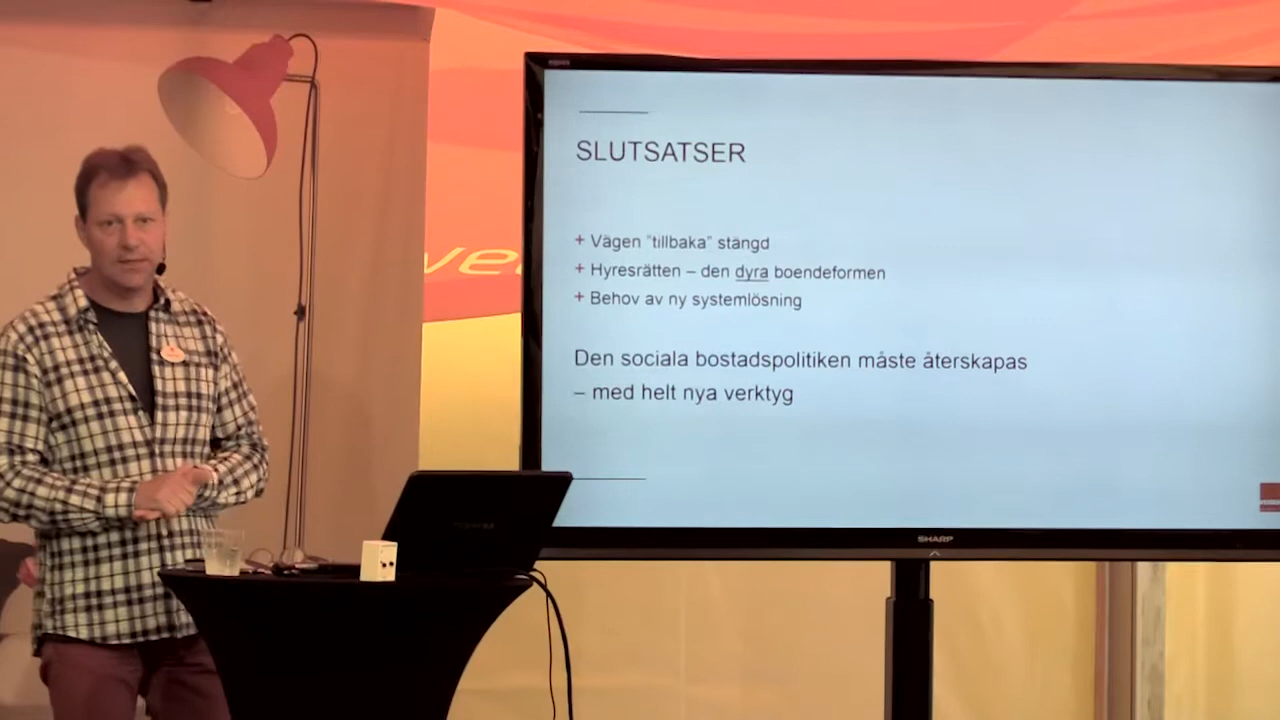 SLUTSATSER
+ Vägen ”tillbaka” stängd
+ Hyresrätten – den dyra boendeformen
+ Behov av ny systemlösning
Den sociala bostadspolitiken måste återskapas
– med helt nya verktyg
SHARP
TOSHIBA